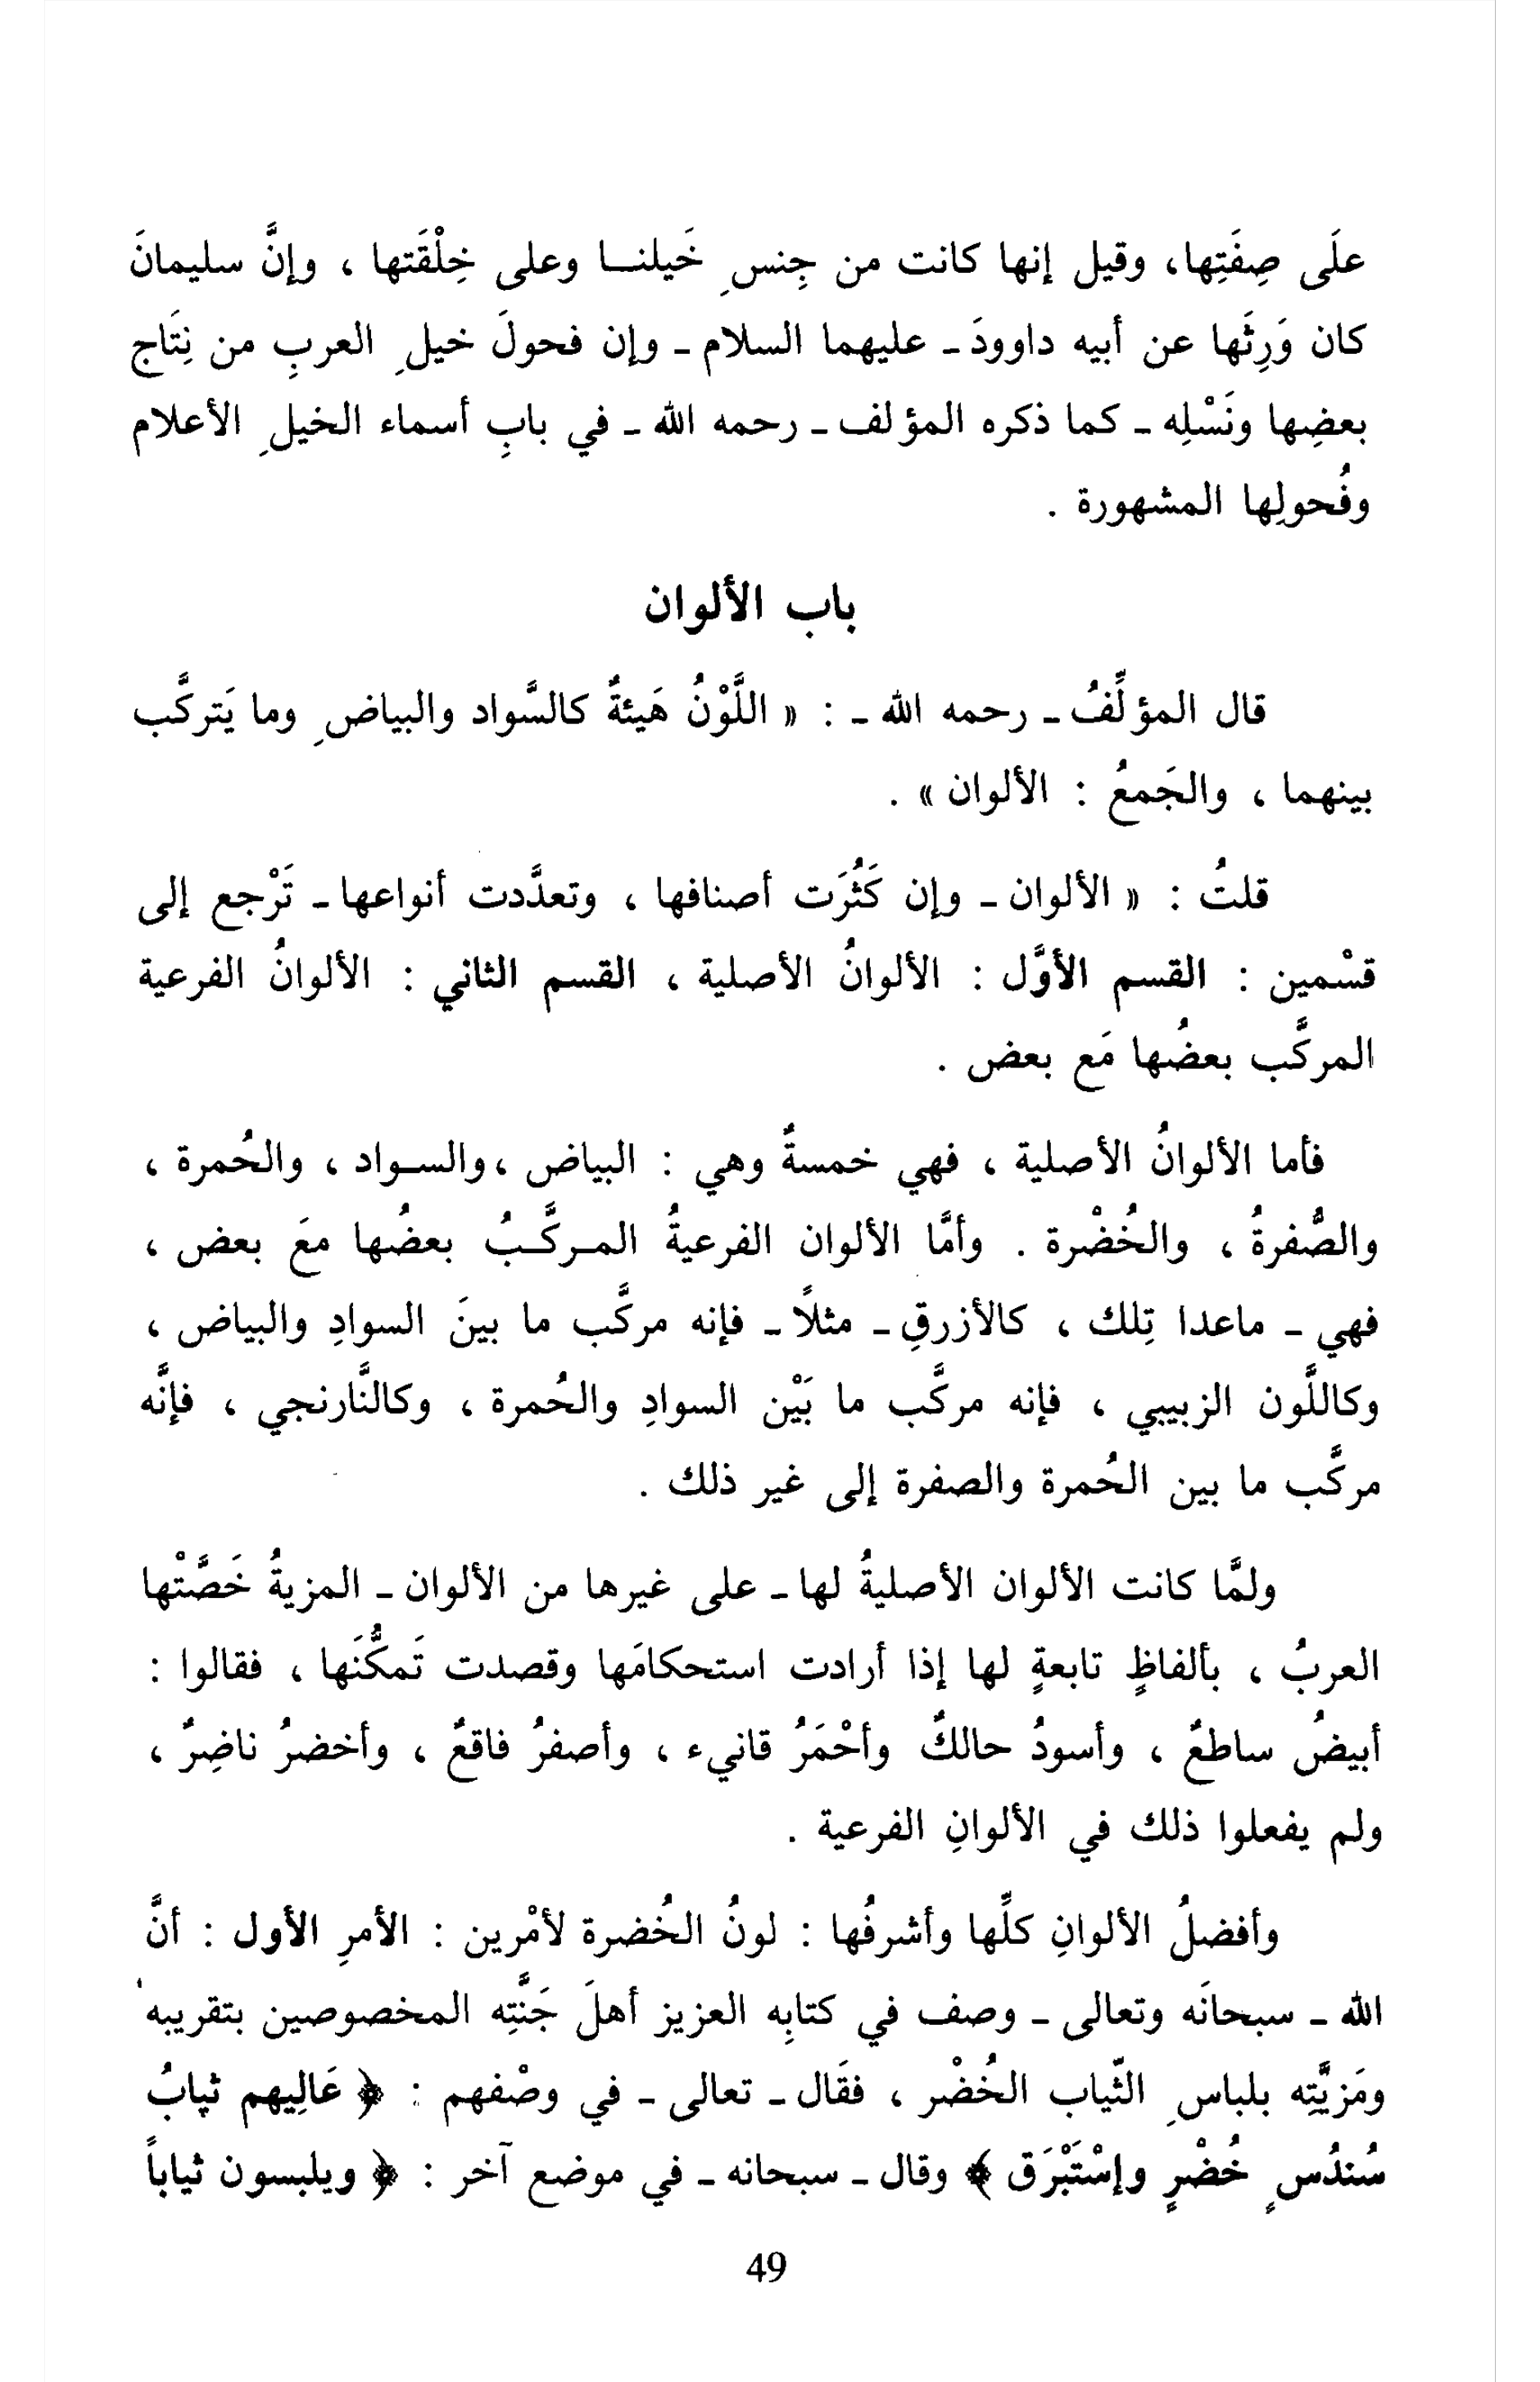 علَى صِفَتِها، وقيل إنها كانت من جِنسِ خَيلنــا وعلى خِلْقَتها ، وإنَّ سليمانَ
كان وَرِثَها عن أبيه داوودَ - عليهما السلام - وإن فحولَ خيلِ العربِ من نِتَاج
بعضِها ونَسْلِه - كما ذكره المؤلف - رحمه الله - في بابِ أسماء الخيلِ الأعلام
وفُحولِها المشهورة .
باب الألوان
قال المؤلِّفُ - رحمه الله - : « اللَّوْنُ هَيئةٌ كالسَّواد والبياضِ وما يَتركَّب
بينهما ، والجَمعُ : الألوان » .
قلتُ : « الألوان - وإن كَثُرَت أصنافها ، وتعدَّدت أنواعها - تَرْجع إلى
قسْمين : القسم الأوَّل : الألوانُ الأصلية ، القسم الثاني : الألوانُ الفرعية
المركَّب بعضُها مَع بعض .
فأما الألوانُ الأصلية ، فهي خمسةٌ وهي : البياض ،والســواد ، والحُمرة ،
والصُّفرةُ ، والخُضْرة . وأمَّا الألوان الفرعيةُ المـركَّـبُ بعضُها معَ بعض ،
فهي - ماعدا تِلك ، كالأزرقِ - مثلاً - فإنه مركَّب ما بينَ السوادِ والبياض ،
وكاللَّون الزبيبي ، فإنه مركَّب ما بَيْن السوادِ والحُمرة ، وكالنَّارنجي ، فإنَّه
مركَّب ما بين الحُمرة والصفرة إلى غير ذلك .
ولمَّا كانت الألوان الأصليةُ لها - على غيرها من الألوان - المزيةُ خَصَّتْها
العربُ ، بألفاظٍ تابعةٍ لها إذا أرادت استحكامَها وقصدت تَمكُّنَها ، فقالوا :
أبيضُ ساطعٌ ، وأسودُ حالكٌ وأحْمَرُ قانيء ، وأصفرُ فاقعٌ ، وأخضرُ ناضِرٌ ،
ولم يفعلوا ذلك في الألوانِ الفرعية .
وأفضلُ الألوانِ كلِّها وأشرفُها : لونُ الخُضرة لأمْرين : الأمرِ الأول : أنَّ
الله - سبحانَه وتعالى - وصف في كتابِه العزيز أهلَ جَنَّتِه المخصوصين بتقريبه
ومَزيَّتِه بلباسِ الثِّياب الخُضْر ، فقَال - تعالى - في وصْفهم : ﴿ عَالِيهم ثيابُ
سُندُسٍ خُضْرٍ وإسْتَبْرَق ﴾ وقال - سبحانه - في موضع آخر : ﴿ ويلبسون ثياباً
49